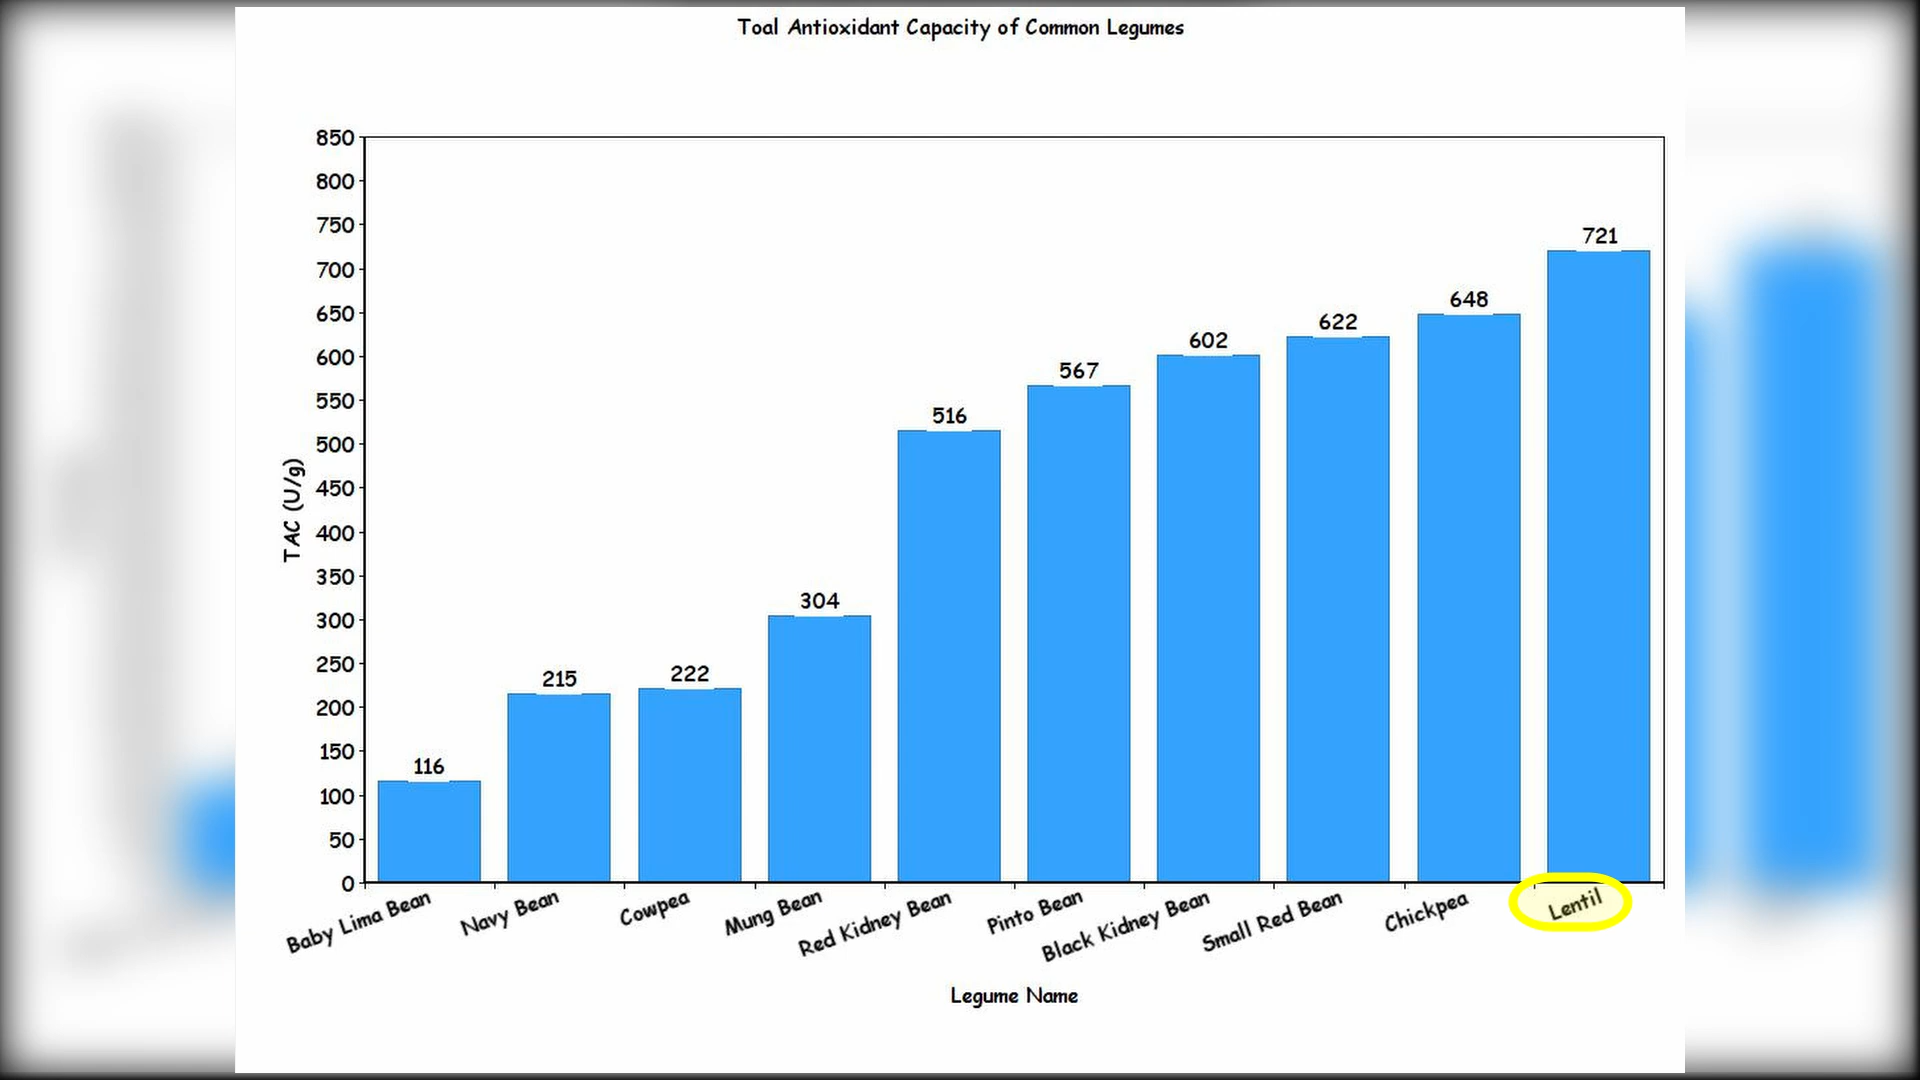 Toal Antioxidant Capacity of Common Legumes
850
800
750
700
650
600
550
500
450
400
350
300
250
200
150
100
50
0
TAC (U/g)
116
215
222
304
516
567
602
622
648
721
Baby Lima Bean
Navy Bean
Cowpea
Mung Bean
Red Kidney Bean
Pinto Bean
Black Kidney Bean
Small Red Bean
Chickpea
Lentil
Legume Name